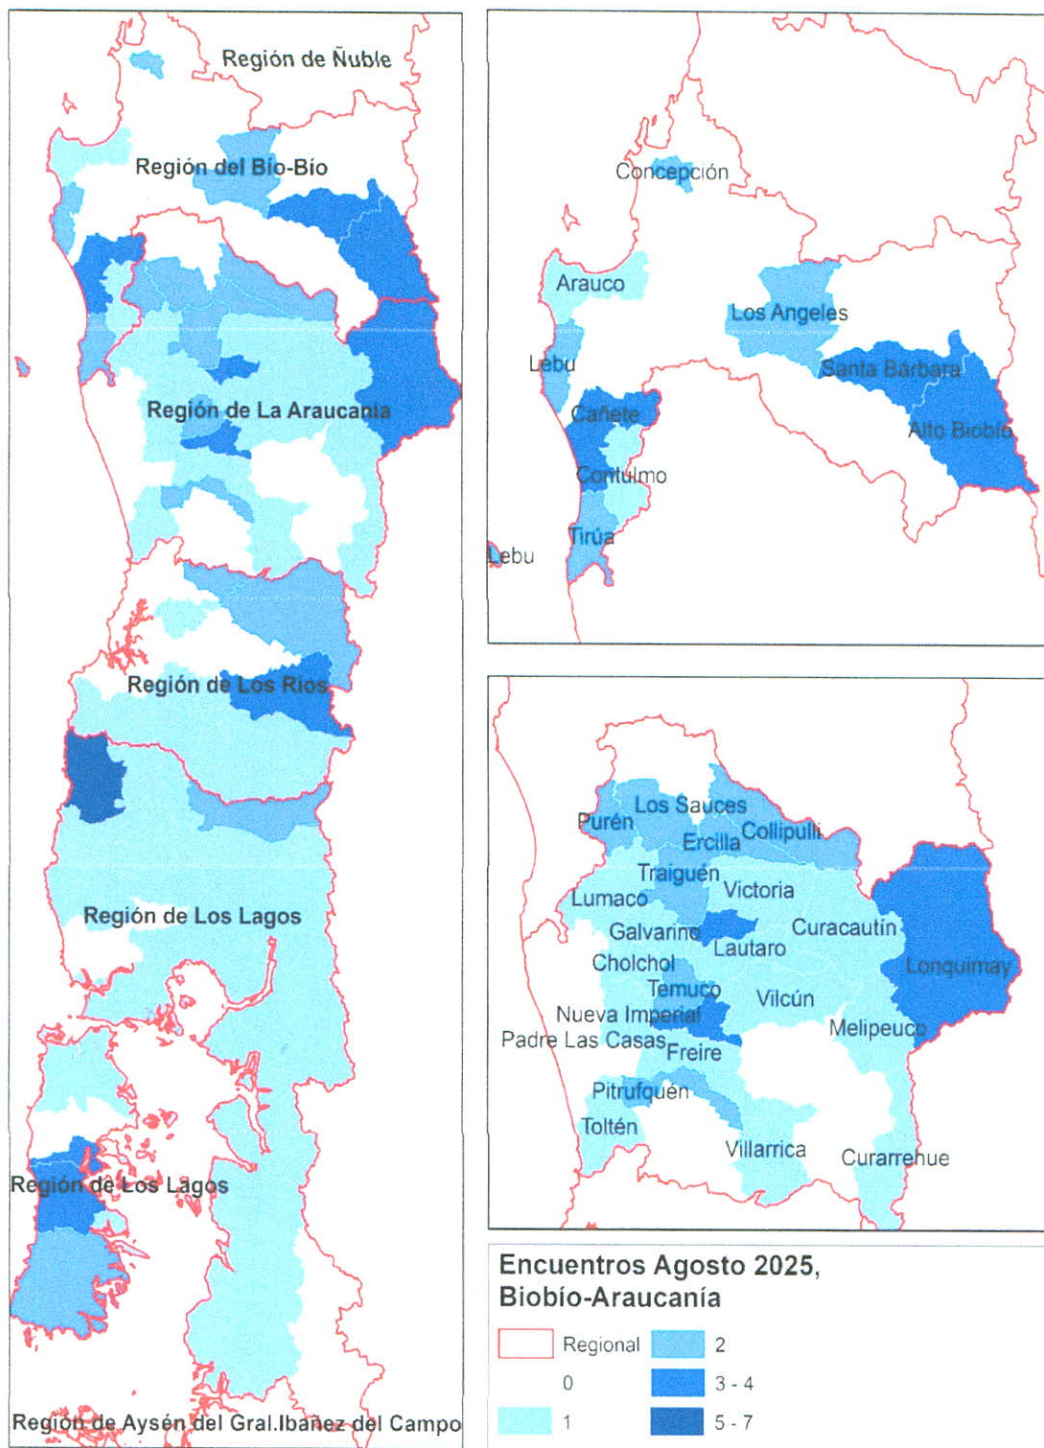 Región de Ñuble
Región del Bío-Bío
Región de La Araucanía
Región de Los Ríos
Región de Los Lagos
Región de Los Lagos
Región de Aysén del Gral.Ibañez del Campo
Concepción
Arauco
Los Angeles
Lebu
Santa Bárbara
Cañete
Alto Biobío
Contulmo
Tirúa
Lebu
Los Sauces
Purén
Collipulli
Ercilla
Traiguén
Victoria
Lumaco
Curacautín
Galvarino
Lautaro
Cholchol
Lonquimay
Temuco
Vilcún
Nueva Imperial
Melipeuco
Padre Las Casas
Freire
Pitrufquén
Toltén
Villarrica
Curarrehue
Encuentros Agosto 2025,
Biobío-Araucanía
Regional
2
0
3 - 4
1
5 - 7